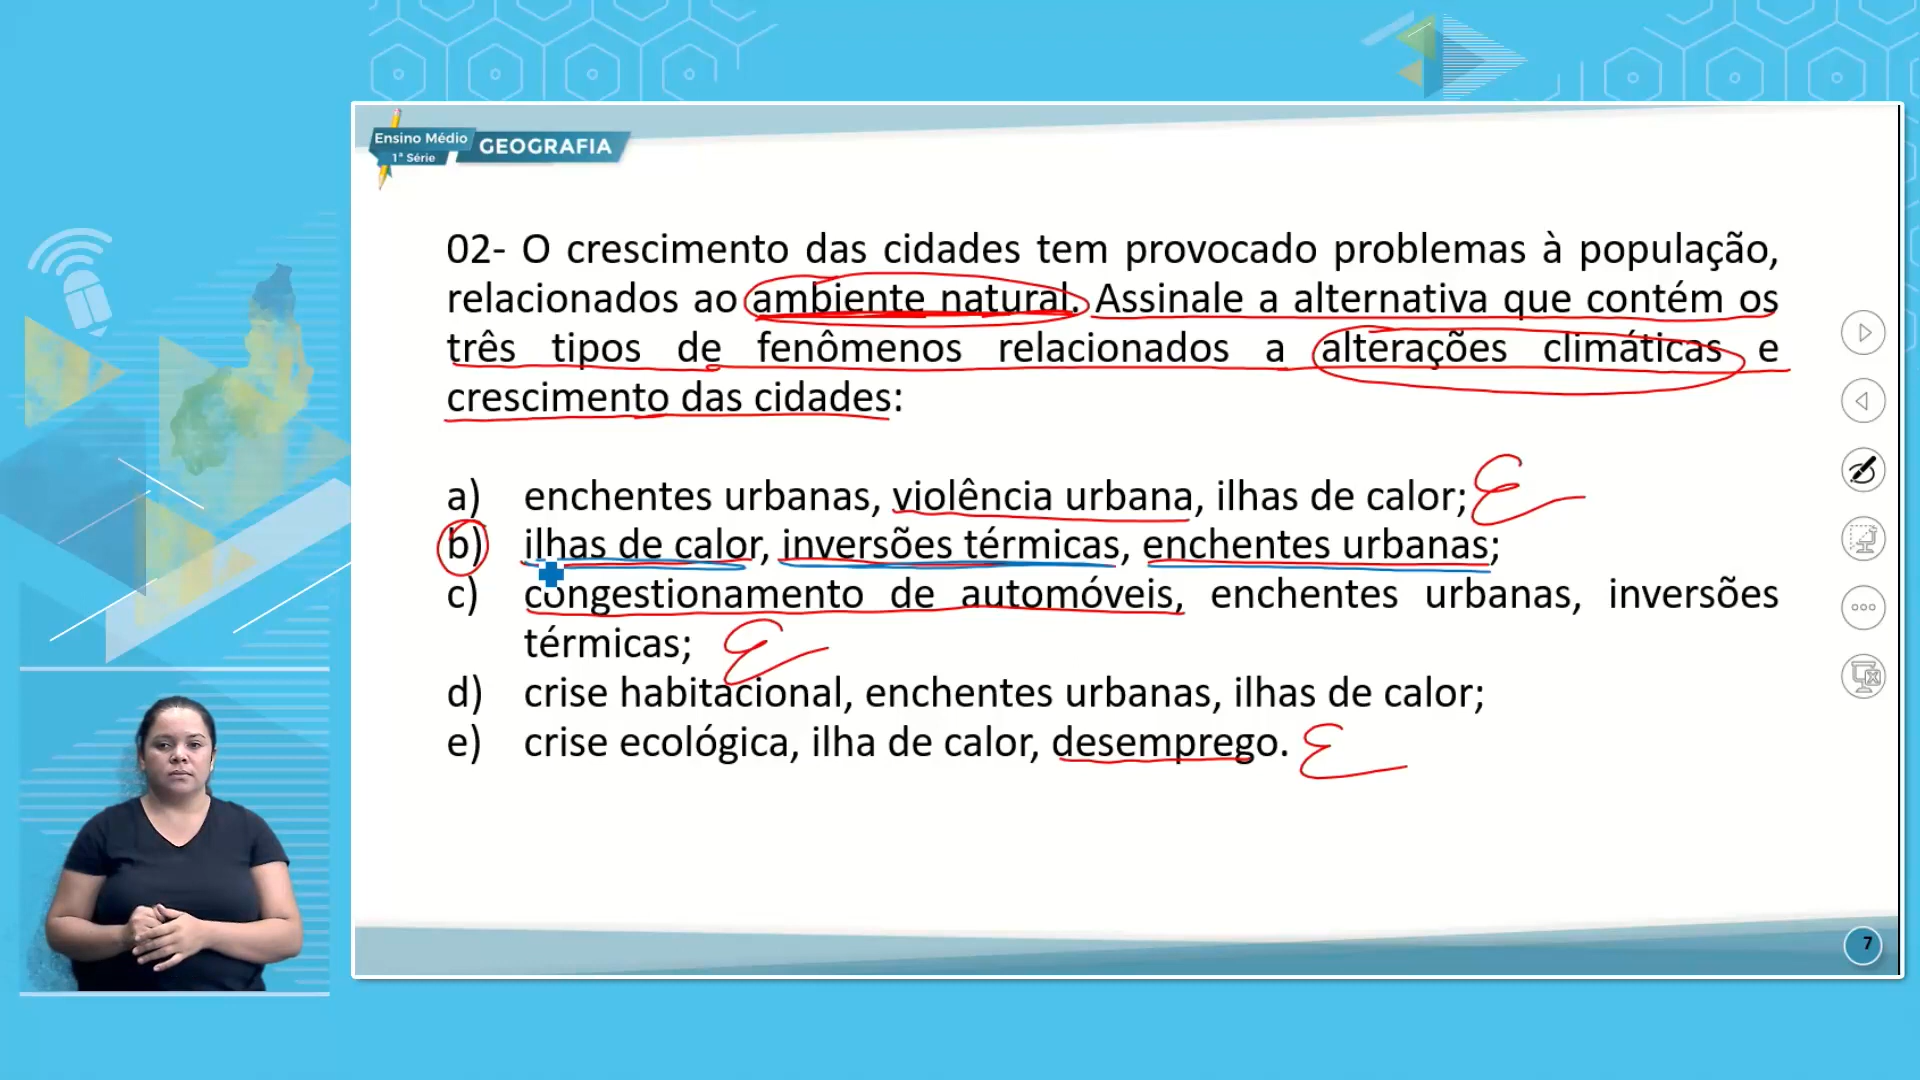 Ensino Médio
1ª Série
GEOGRAFIA
02- O crescimento das cidades tem provocado problemas à população,
relacionados ao ambiente natural. Assinale a alternativa que contém os
três tipos de fenômenos relacionados a alterações climáticas e
crescimento das cidades:
a) enchentes urbanas, violência urbana, ilhas de calor; E
b) ilhas de calor, inversões térmicas, enchentes urbanas;
c) congestionamento de automóveis, enchentes urbanas, inversões
térmicas; E
d) crise habitacional, enchentes urbanas, ilhas de calor;
e) crise ecológica, ilha de calor, desemprego. E
7